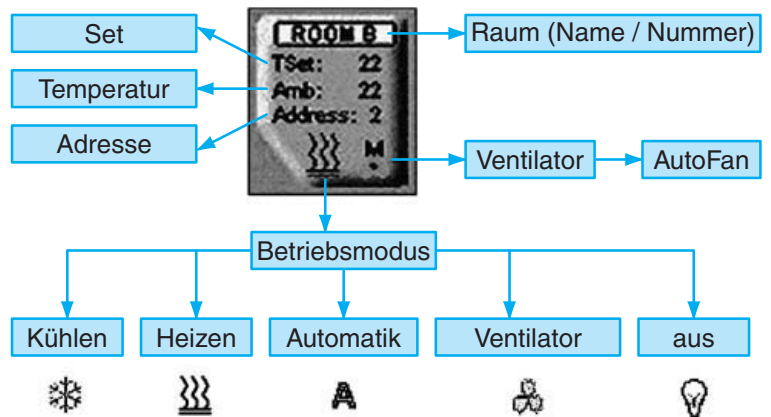 Set
ROOM 6
Raum (Name / Nummer)
TSet: 22
Temperatur
Amb: 22
Address: 2
Adresse
M
Ventilator
AutoFan
Betriebsmodus
Kühlen
Heizen
Automatik
Ventilator
aus
A